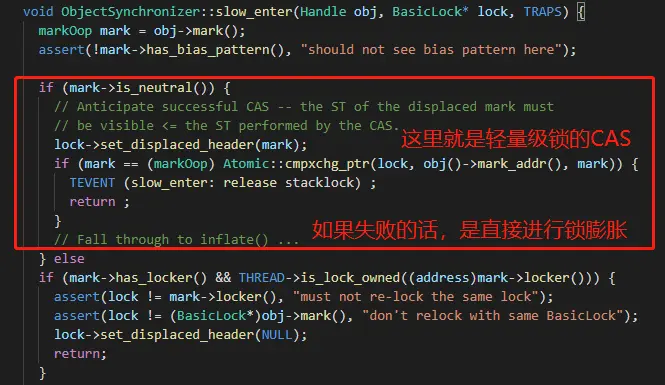 void ObjectSynchronizer::slow_enter(Handle obj, BasicLock* lock, TRAPS) {
markOop mark = obj->mark();
assert(!mark->has_bias_pattern(), "should not see bias pattern here");
if (mark->is_neutral()) {
// Anticipate successful CAS -- the ST of the displaced mark must
// be visible <= the ST performed by the CAS.
这里就是轻量级锁的CAS
lock->set_displaced_header(mark);
if (mark == (markOop) Atomic::cmpxchg_ptr(lock, obj()->mark_addr(), mark)) {
TEVENT (slow_enter: release stacklock) ;
return ;
}
如果失败的话，是直接进行锁膨胀
// Fall through to inflate() ...
} else
if (mark->has_locker() && THREAD->is_lock_owned((address)mark->locker())) {
assert(lock != mark->locker(), "must not re-lock the same lock");
assert(lock != (BasicLock*)obj->mark(), "don't relock with same BasicLock");
lock->set_displaced_header(NULL);
return;
}